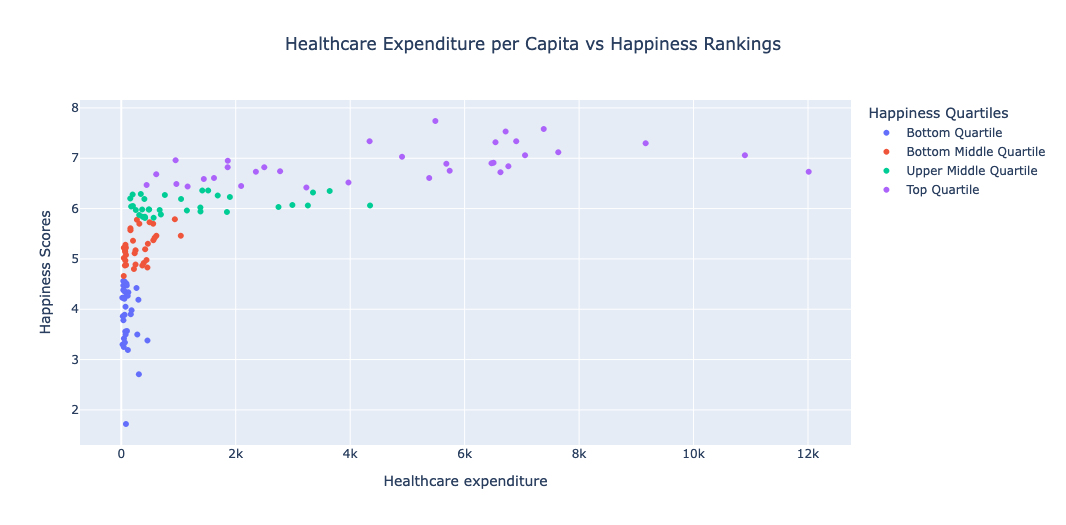 Healthcare Expenditure per Capita vs Happiness Rankings
Happiness Quartiles
Bottom Quartile
Bottom Middle Quartile
Upper Middle Quartile
Top Quartile
Happiness Scores
8
7
6
5
4
3
2
0 2k 4k 6k 8k 10k 12k
Healthcare expenditure